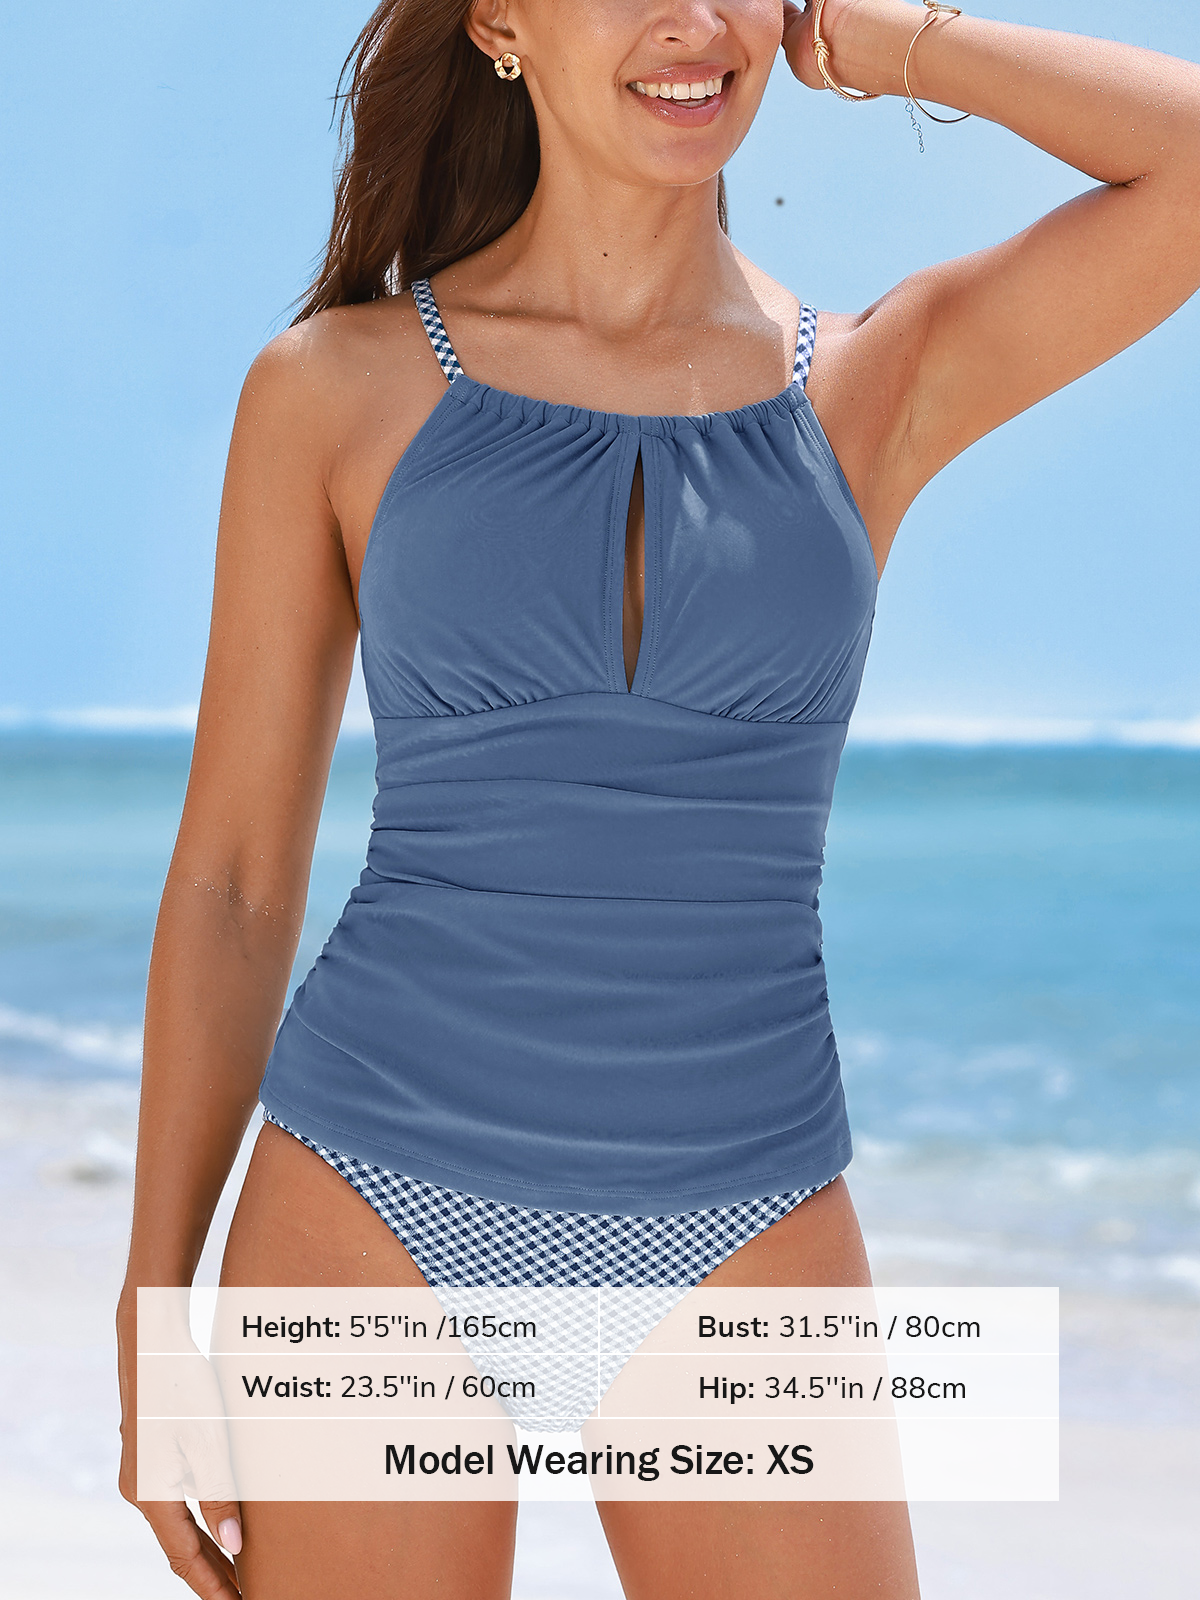 Height: 5'5''in /165cm
Bust: 31.5''in / 80cm
Waist: 23.5''in / 60cm
Hip: 34.5''in / 88cm
Model Wearing Size: XS